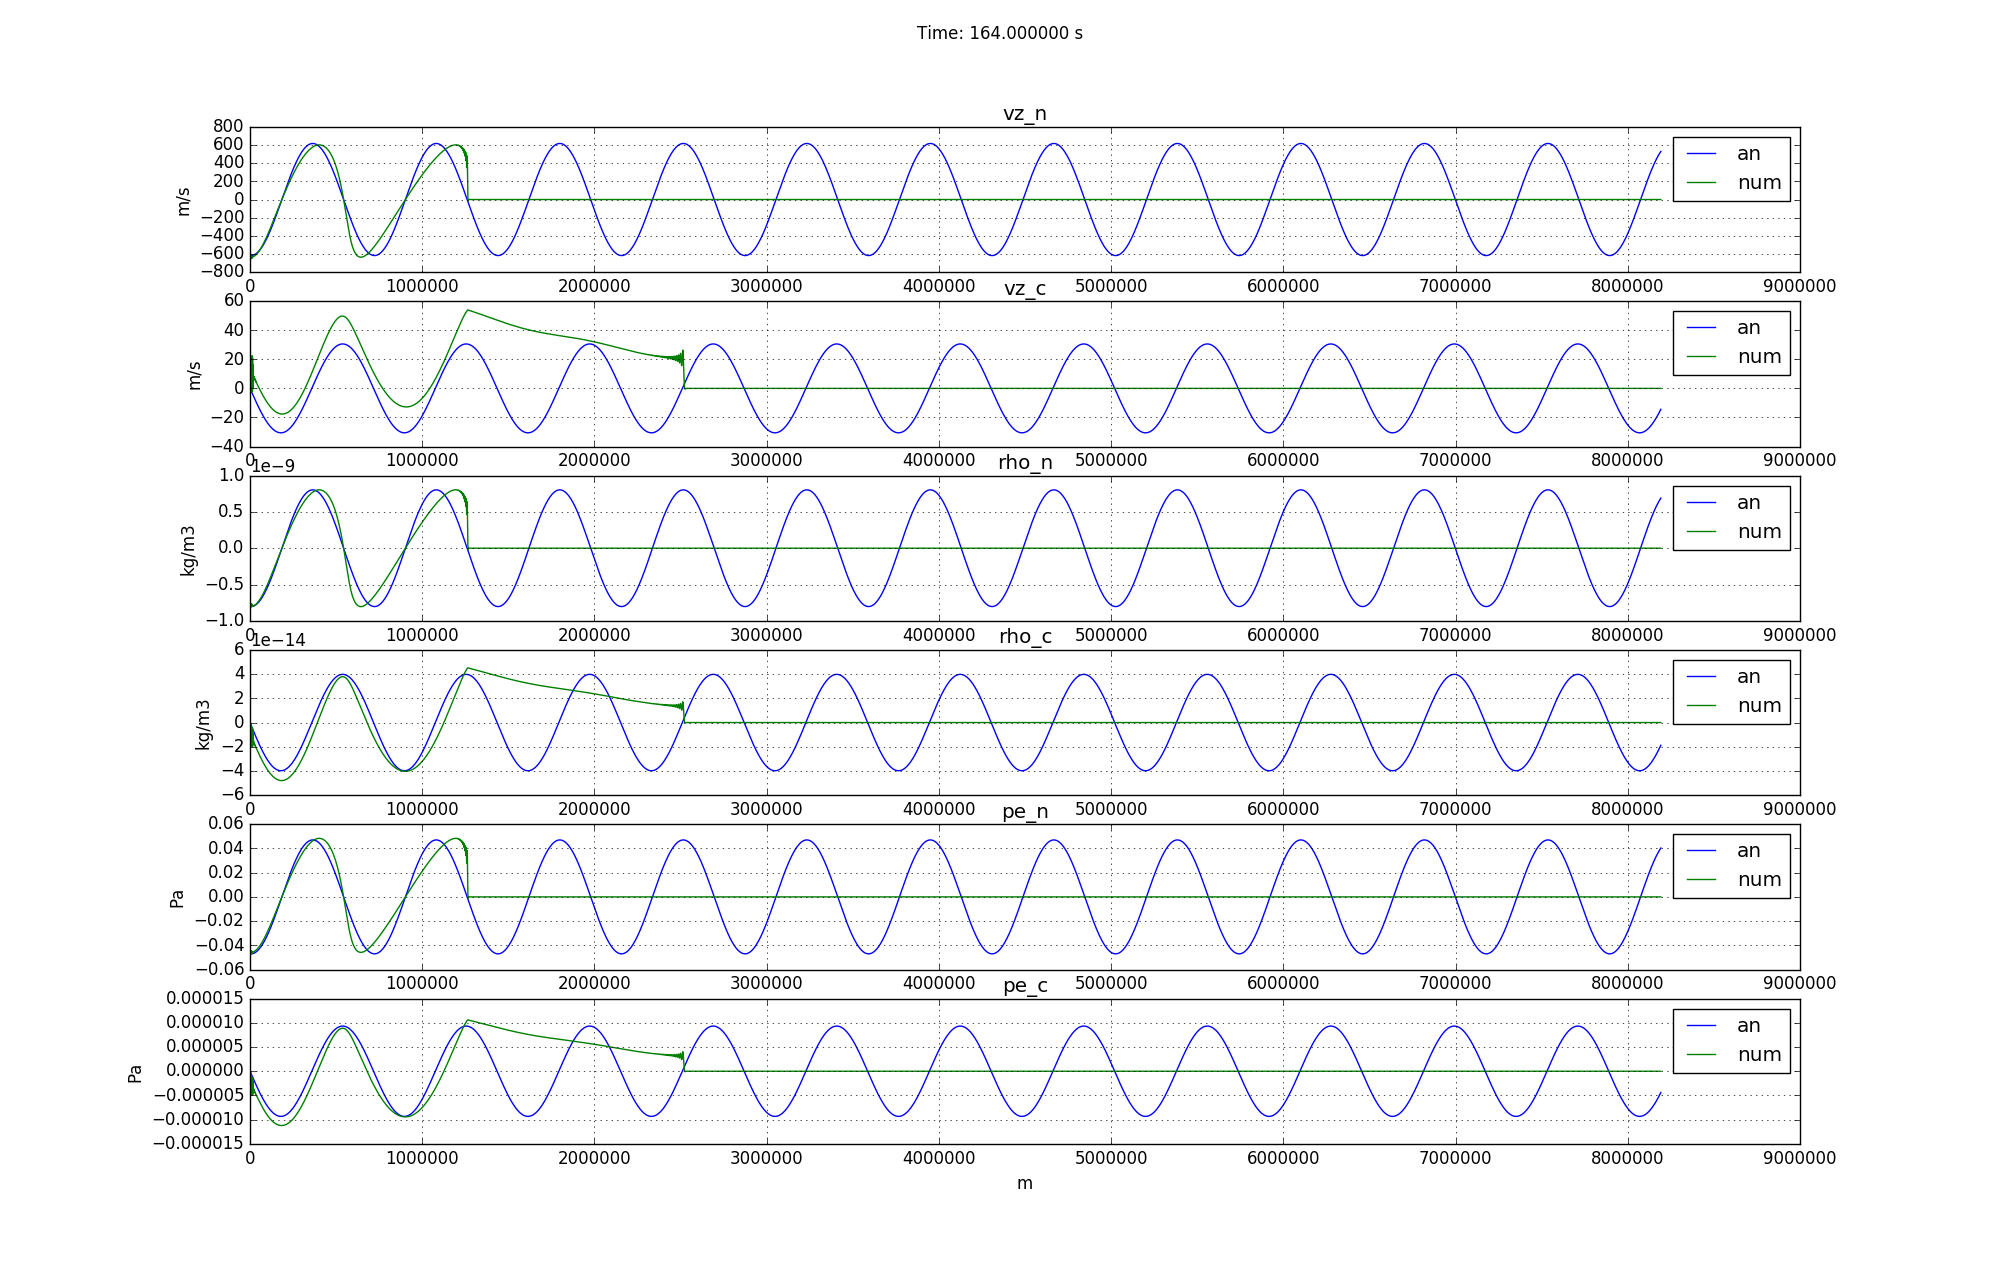 Time: 164.000000 s
vz_n
800
600
400
200
0
−200
−400
−600
−800
m/s
an
num
0 1000000 2000000 3000000 4000000 5000000 6000000 7000000 8000000 9000000
vz_c
60
40
20
0
−20
−40
m/s
an
num
0 1000000 2000000 3000000 4000000 5000000 6000000 7000000 8000000 9000000
1e−9
rho_n
1.0
0.5
0.0
−0.5
−1.0
kg/m3
an
num
0 1000000 2000000 3000000 4000000 5000000 6000000 7000000 8000000 9000000
1e−14
rho_c
6
4
2
0
−2
−4
−6
kg/m3
an
num
0 1000000 2000000 3000000 4000000 5000000 6000000 7000000 8000000 9000000
pe_n
0.06
0.04
0.02
0.00
−0.02
−0.04
−0.06
Pa
an
num
0 1000000 2000000 3000000 4000000 5000000 6000000 7000000 8000000 9000000
pe_c
0.000015
0.000010
0.000005
0.000000
−0.000005
−0.000010
−0.000015
Pa
an
num
0 1000000 2000000 3000000 4000000 5000000 6000000 7000000 8000000 9000000
m